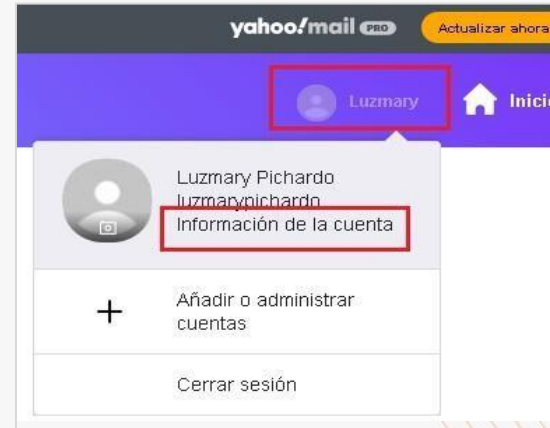 yahoo!mail PRO Actualizar ahora
Luzmary Inicio
Luzmary Pichardo
luzmarypichardo
Información de la cuenta
Añadir o administrar
cuentas
Cerrar sesión